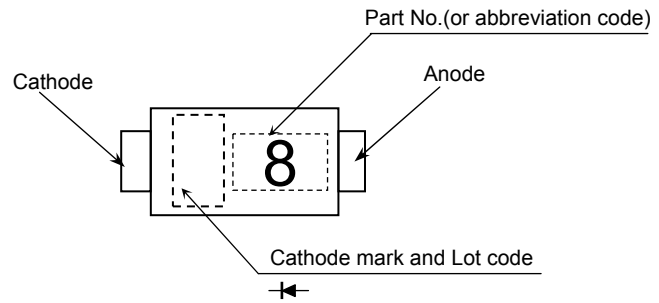 Part No.(or abbreviation code)
Cathode
Anode
8
Cathode mark and Lot code